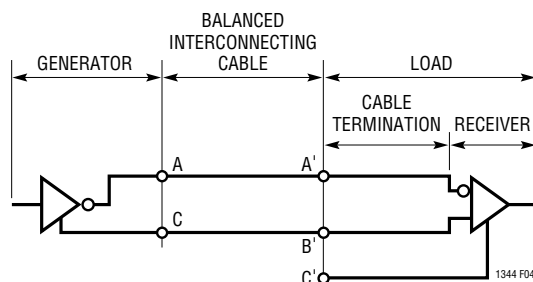 BALANCED
INTERCONNECTING
CABLE
GENERATOR
LOAD
CABLE
TERMINATION
RECEIVER
A
A'
C
B'
C'
1344 F04